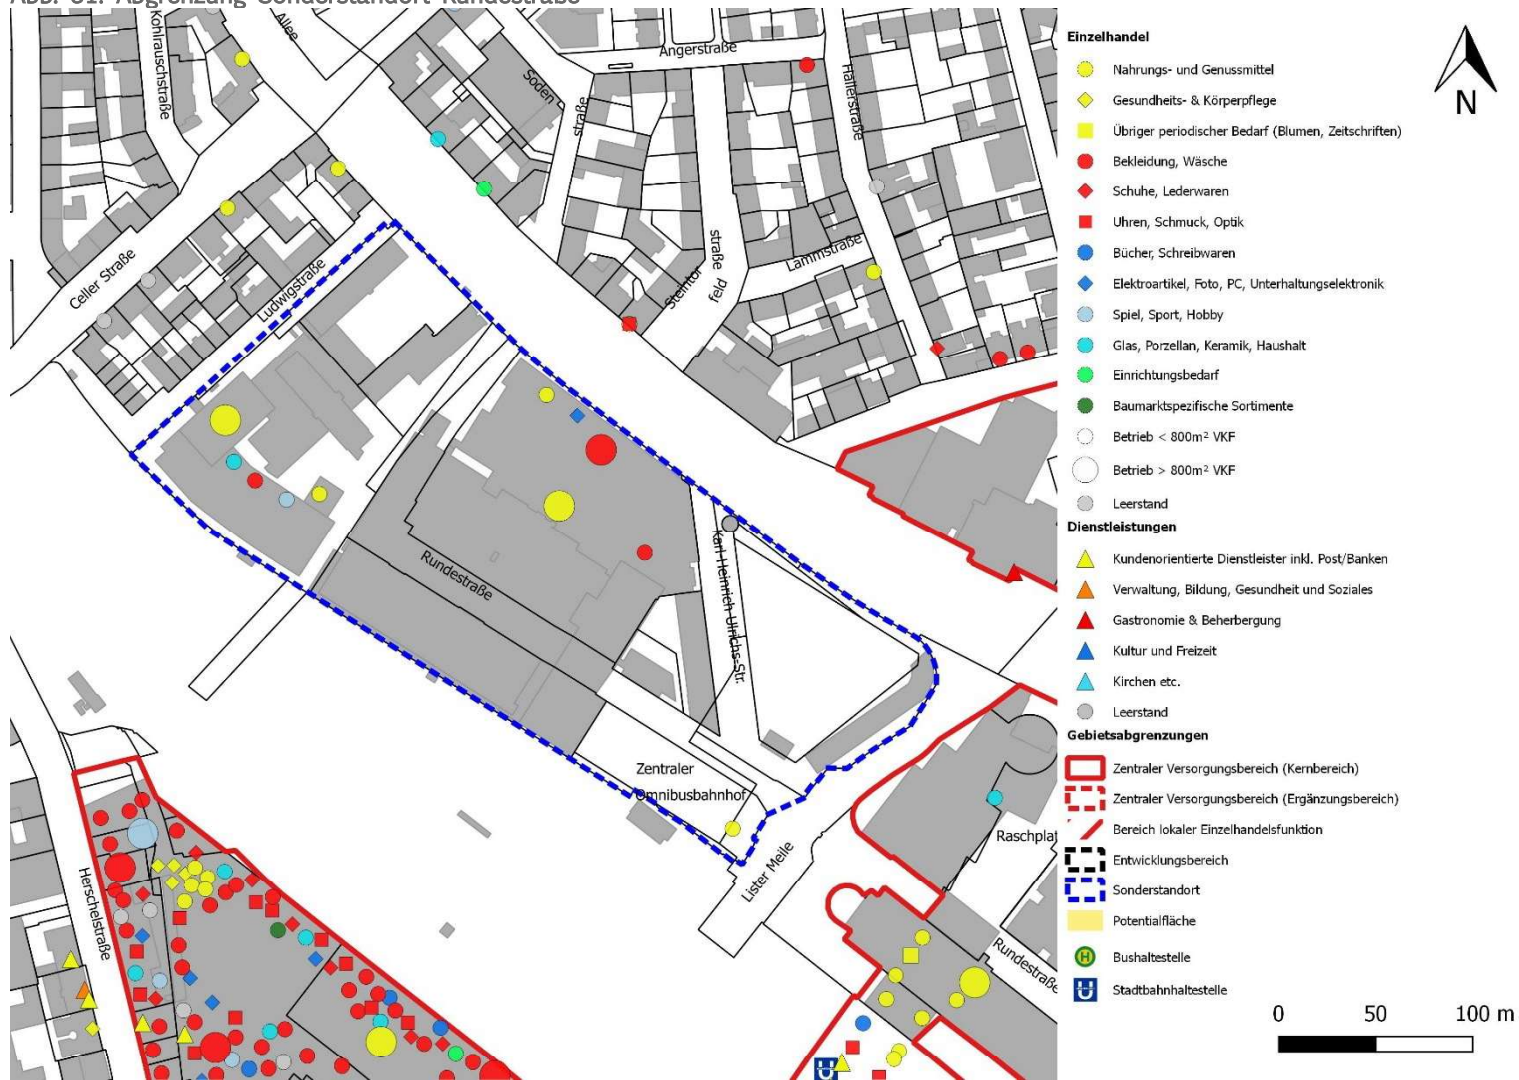 Abb. 61: Abgrenzung Sonderstandort Rundestraße
Kohlrauschstraße
Allee
Soden
straße
Angerstraße
Hallerstraße
Celler Straße
Ludwigstraße
Steintor
feld
straße
Lammstraße
Rundestraße
Karl-Heinrich-Ulrichs-Str.
Zentraler
Omnibusbahnhof
Lister Meile
Raschplat
Rundestraße
Herschelstraße
Einzelhandel
Nahrungs- und Genussmittel
Gesundheits- & Körperpflege
Übriger periodischer Bedarf (Blumen, Zeitschriften)
Bekleidung, Wäsche
Schuhe, Lederwaren
Uhren, Schmuck, Optik
Bücher, Schreibwaren
Elektroartikel, Foto, PC, Unterhaltungselektronik
Spiel, Sport, Hobby
Glas, Porzellan, Keramik, Haushalt
Einrichtungsbedarf
Baumarktspezifische Sortimente
Betrieb < 800m² VKF
Betrieb > 800m² VKF
Leerstand
Dienstleistungen
Kundenorientierte Dienstleister inkl. Post/Banken
Verwaltung, Bildung, Gesundheit und Soziales
Gastronomie & Beherbergung
Kultur und Freizeit
Kirchen etc.
Leerstand
Gebietsabgrenzungen
Zentraler Versorgungsbereich (Kernbereich)
Zentraler Versorgungsbereich (Ergänzungsbereich)
Bereich lokaler Einzelhandelsfunktion
Entwicklungsbereich
Sonderstandort
Potentialfläche
H Bushaltestelle
U Stadtbahnhaltestelle
N
0 50 100 m
U